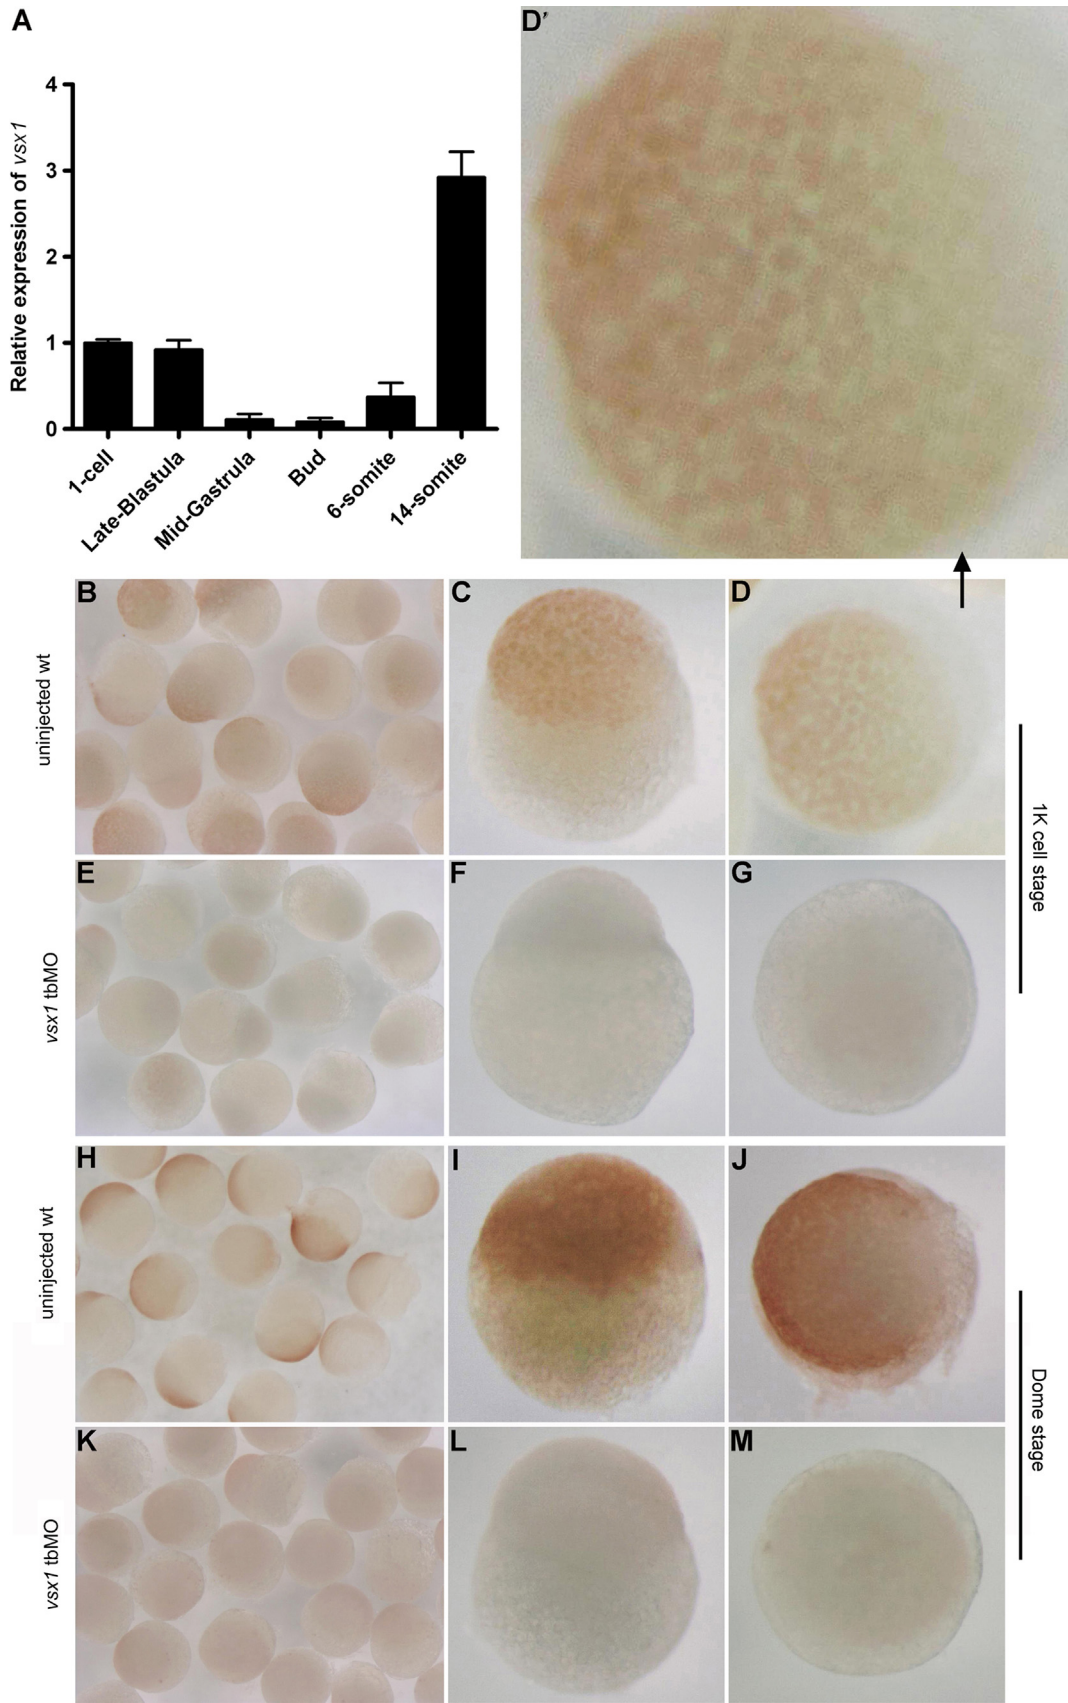 A
D′
Relative expression of vsx1
4
3
2
1
0
1-cell
Late-Blastula
Mid-Gastrula
Bud
6-somite
14-somite
B
C
D
uninjected wt
E
F
G
vsx1 tbMO
1K cell stage
H
I
J
uninjected wt
K
L
M
vsx1 tbMO
Dome stage